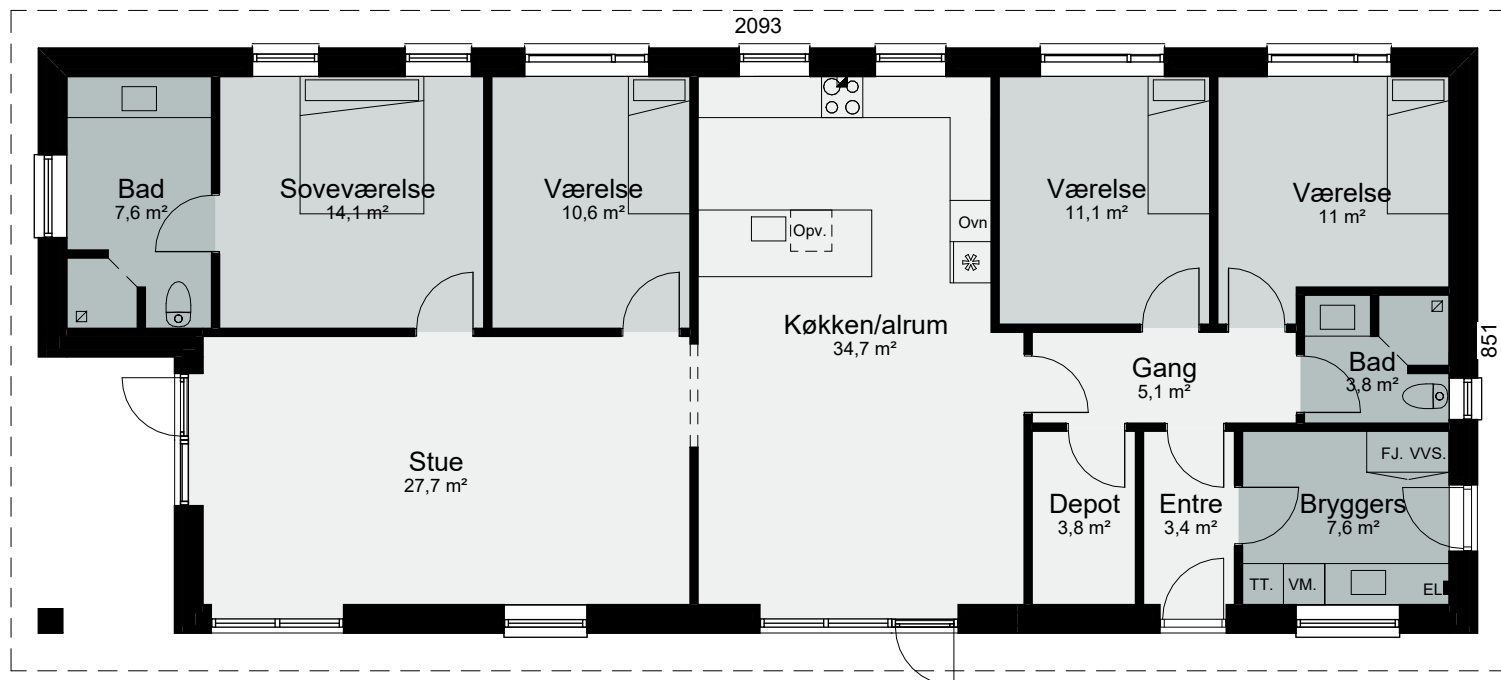 2093
Bad
7,6 m²
Soveværelse
14,1 m²
Værelse
10,6 m²
Værelse
11,1 m²
Værelse
11 m²
Ovn
Opv.
Køkken/alrum
34,7 m²
851
Gang
5,1 m²
Bad
3,8 m²
Stue
27,7 m²
FJ. VVS.
Depot
3,8 m²
Entre
3,4 m²
Bryggers
7,6 m²
TT.
VM.
EL